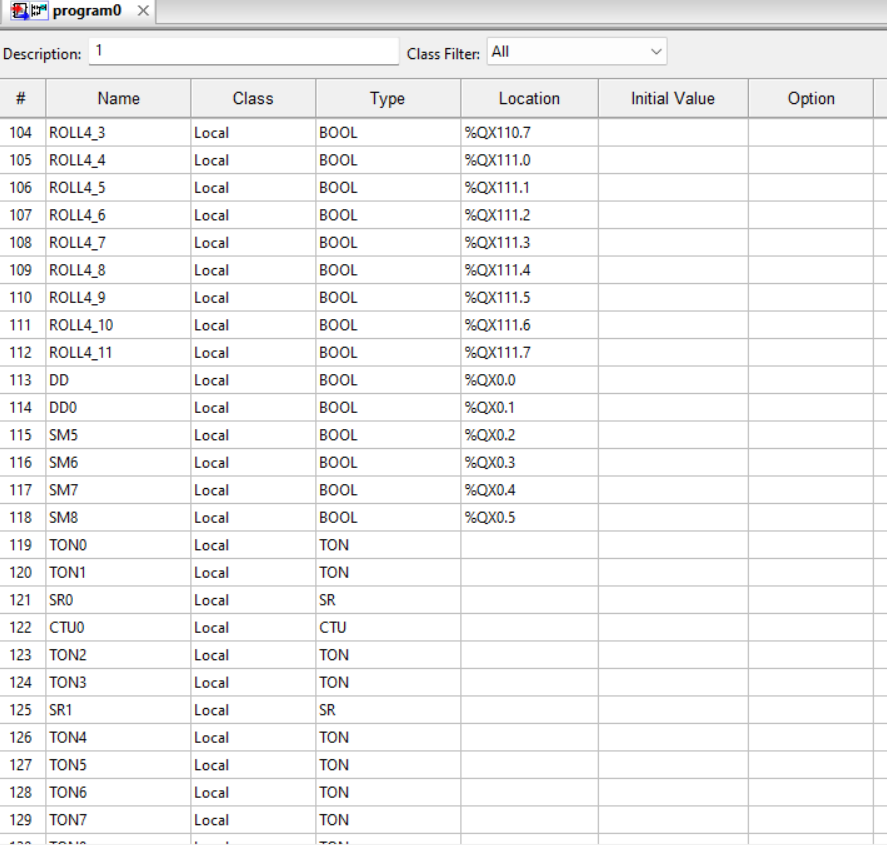 program0
Description: 1 Class Filter: All
# Name Class Type Location Initial Value Option
104 ROLL4_3 Local BOOL %QX110.7
105 ROLL4_4 Local BOOL %QX111.0
106 ROLL4_5 Local BOOL %QX111.1
107 ROLL4_6 Local BOOL %QX111.2
108 ROLL4_7 Local BOOL %QX111.3
109 ROLL4_8 Local BOOL %QX111.4
110 ROLL4_9 Local BOOL %QX111.5
111 ROLL4_10 Local BOOL %QX111.6
112 ROLL4_11 Local BOOL %QX111.7
113 DD Local BOOL %QX0.0
114 DD0 Local BOOL %QX0.1
115 SM5 Local BOOL %QX0.2
116 SM6 Local BOOL %QX0.3
117 SM7 Local BOOL %QX0.4
118 SM8 Local BOOL %QX0.5
119 TON0 Local TON
120 TON1 Local TON
121 SR0 Local SR
122 CTU0 Local CTU
123 TON2 Local TON
124 TON3 Local TON
125 SR1 Local SR
126 TON4 Local TON
127 TON5 Local TON
128 TON6 Local TON
129 TON7 Local TON